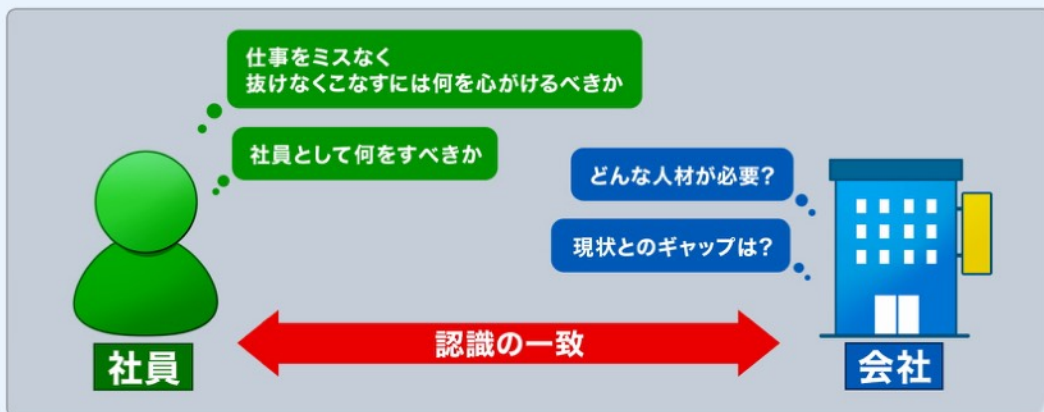 仕事をミスなく
抜けなくこなすには何を心がけるべきか
社員として何をすべきか
どんな人材が必要?
現状とのギャップは?
認識の一致
社員
会社